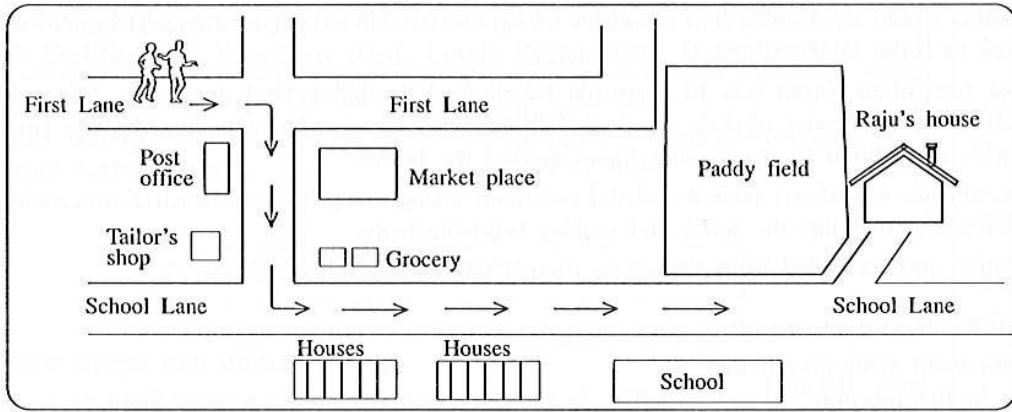 First Lane
First Lane
Raju's house
Post
office
Market place
Paddy field
Tailor's
shop
Grocery
School Lane
School Lane
Houses
Houses
School